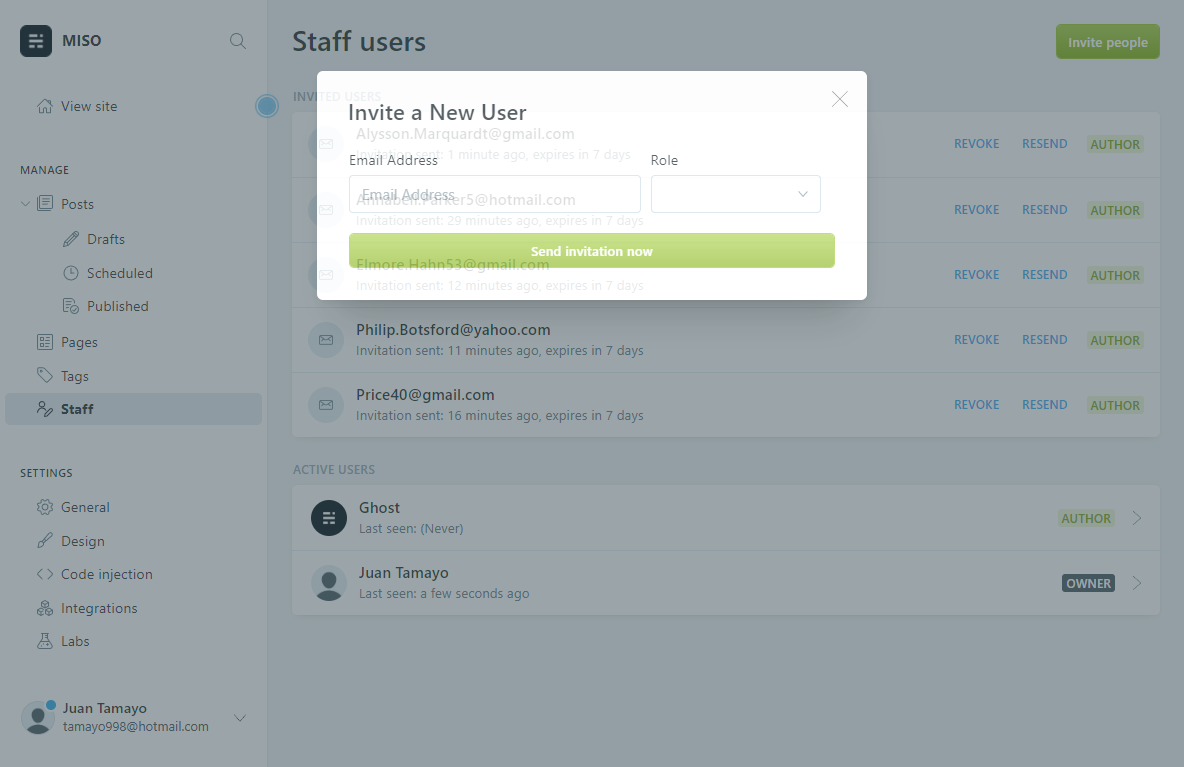 MISO
View site
MANAGE
Posts
Drafts
Scheduled
Published
Pages
Tags
Staff
SETTINGS
General
Design
Code injection
Integrations
Labs
Juan Tamayo
tamayo998@hotmail.com
Staff users
Invite people
INVITED USERS
Invite a New User
Alysson.Marquardt@gmail.com
Invitation sent: 1 minute ago, expires in 7 days
REVOKE RESEND AUTHOR
Email Address Role
Email Address
Annabell.Parker5@hotmail.com
Invitation sent: 29 minutes ago, expires in 7 days
REVOKE RESEND AUTHOR
Send invitation now
Elmore.Hahn53@gmail.com
Invitation sent: 12 minutes ago, expires in 7 days
REVOKE RESEND AUTHOR
Philip.Botsford@yahoo.com
Invitation sent: 11 minutes ago, expires in 7 days
REVOKE RESEND AUTHOR
Price40@gmail.com
Invitation sent: 16 minutes ago, expires in 7 days
REVOKE RESEND AUTHOR
ACTIVE USERS
Ghost
Last seen: (Never)
AUTHOR
Juan Tamayo
Last seen: a few seconds ago
OWNER